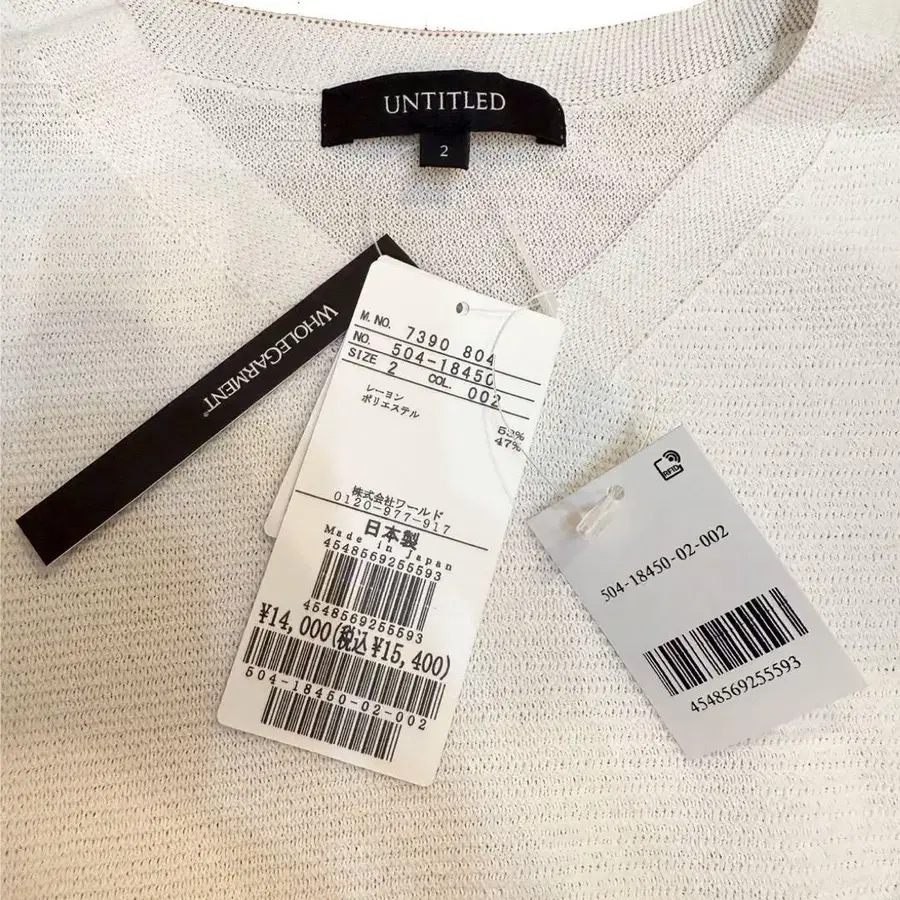 UNTITLED
2
WHOLEGARMENT®
M. NO. 7390 804
NO. 504-18450
SIZE 2 COL. 002
レーヨン 53%
ポリエステル 47%
株式会社ワールド
0120-977-917
日本製
Made in Japan
4548569255593
4548569255593
¥14,000(税込¥15,400)
504-18450-02-002
RFID
504-18450-02-002
4548569255593